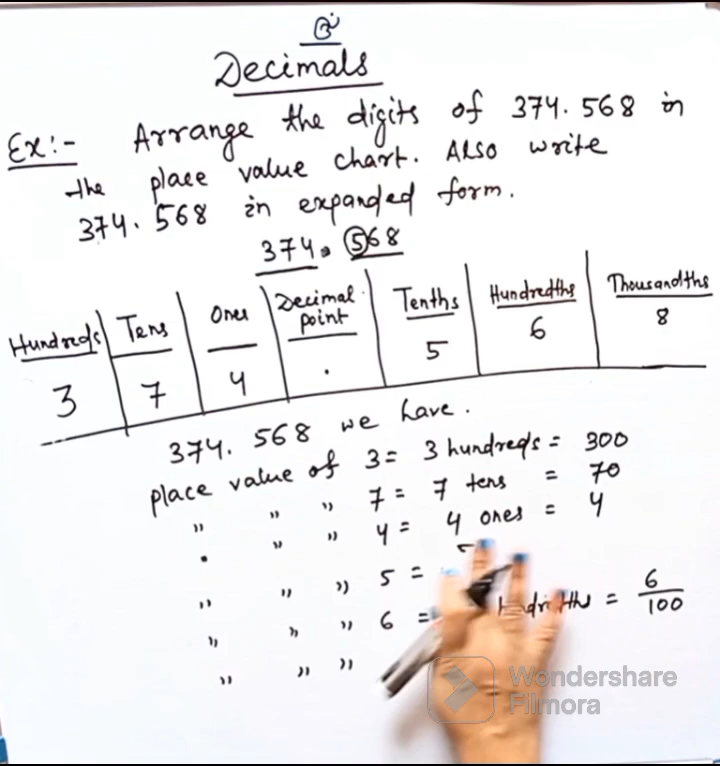 Decimals
Ex:- Arrange the digits of 374.568 in
the place value chart. Also write
374.568 in expanded form.
374.568
Hundreds Tens Ones Decimal point Tenths Hundredths Thousandths
3 7 4 . 5 6 8
374.568 we have.
place value of 3 = 3 hundreds = 300
" " " 7 = 7 tens = 70
" " " 4 = 4 ones = 4
" " " 5 =
" " " 6 = = 6/100
" " "
Wondershare
Filmora